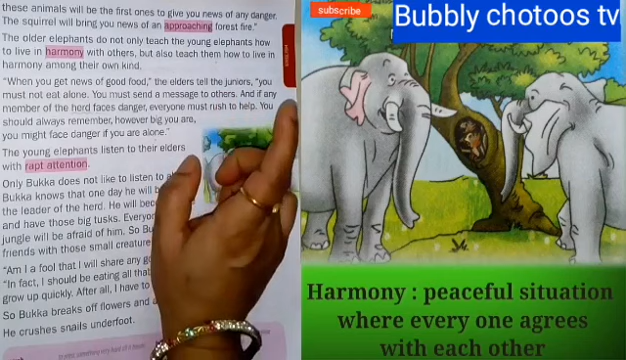 these animals will be the first ones to give you news of any danger.
The squirrel will bring you news of an approaching forest fire."
The older elephants do not only teach the young elephants how
to live in harmony with others, but also teach them how to live in
harmony among their own kind.
"When you get news of good food," the elders tell the juniors, "you
must not eat alone. You must send a message to others. And if any
member of the herd faces danger, everyone must rush to help. You
should always remember, however big you are,
you might face danger if you are alone."
The young elephants listen to their elders
with rapt attention.
Only Bukka does not like to listen to
Bukka knows that one day he will
the leader of the herd. He will
and have those big tusks.
jungle will be afraid of him. So
friends with those small
"Am I a fool that I will share any
"In fact, I should be eating all that
grow up quickly. After all, I have to
So Bukka breaks off flowers and
He crushes snails underfoot.
subscribe
Bubbly chotoos tv
Harmony : peaceful situation
where every one agrees
with each other